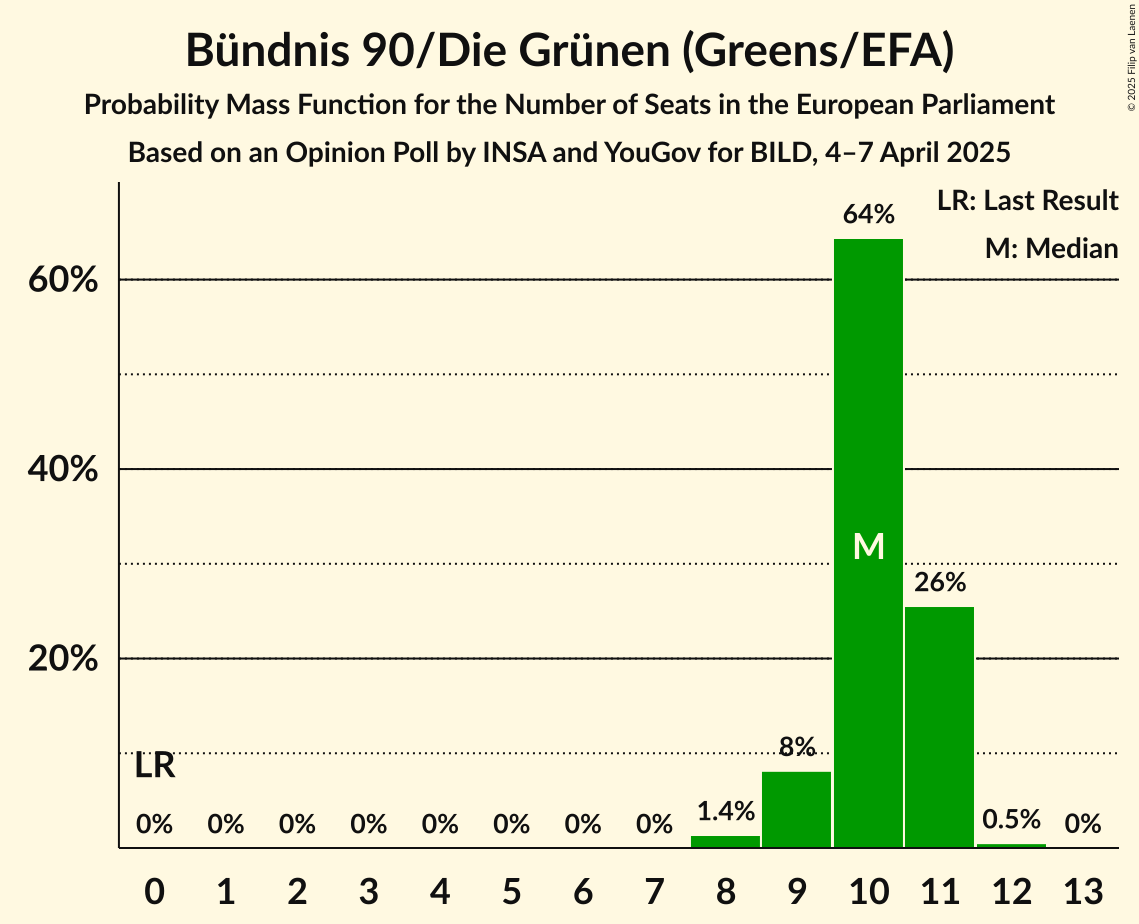 Bündnis 90/Die Grünen (Greens/EFA)
Probability Mass Function for the Number of Seats in the European Parliament
Based on an Opinion Poll by INSA and YouGov for BILD, 4–7 April 2025
© 2025 Filip van Laenen
LR: Last Result
M: Median
64%
60%
40%
M
26%
20%
8%
LR
1.4%
0% 0% 0% 0% 0% 0% 0% 0% 0.5% 0%
0 1 2 3 4 5 6 7 8 9 10 11 12 13